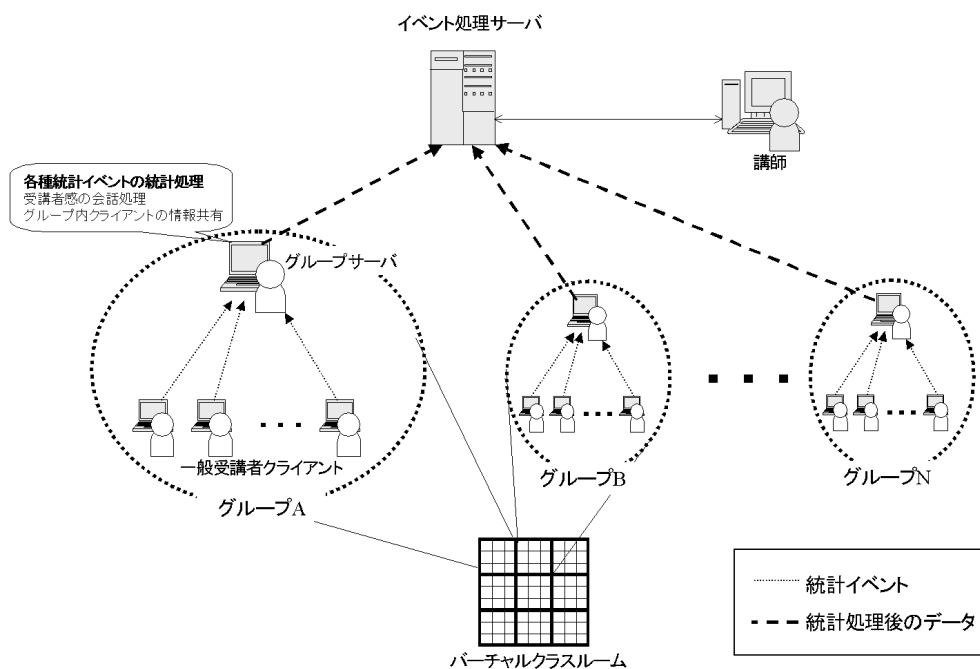 イベント処理サーバ
講師
各種統計イベントの統計処理
受講者感の会話処理
グループ内クライアントの情報共有
グループサーバ
一般受講者クライアント
グループA
グループB
グループN
バーチャルクラスルーム
統計イベント
統計処理後のデータ